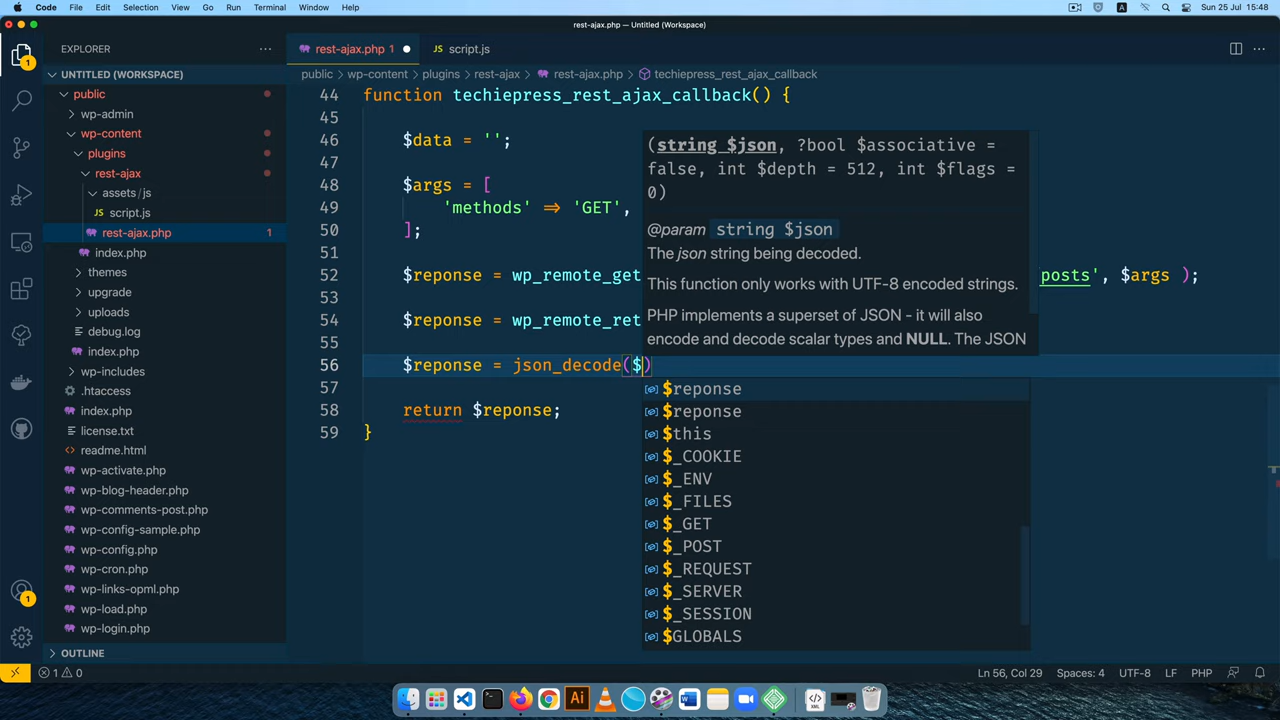 Code File Edit Selection View Go Run Terminal Window Help A Sun 25 Jul 15:48
rest-ajax.php — Untitled (Workspace)
EXPLORER
rest-ajax.php 1
script.js
UNTITLED (WORKSPACE)
public > wp-content > plugins > rest-ajax > rest-ajax.php > techiepress_rest_ajax_callback
public
wp-admin
wp-content
plugins
rest-ajax
assets/js
script.js
rest-ajax.php 1
index.php
themes
upgrade
uploads
debug.log
index.php
wp-includes
.htaccess
index.php
license.txt
readme.html
wp-activate.php
wp-blog-header.php
wp-comments-post.php
wp-config-sample.php
wp-config.php
wp-cron.php
wp-links-opml.php
wp-load.php
wp-login.php
OUTLINE
44 function techiepress_rest_ajax_callback() {
45
46 $data = '';
47
48 $args = [
49 'methods' => 'GET',
50 ];
51
52 $reponse = wp_remote_get posts', $args );
53
54 $reponse = wp_remote_ret
55
56 $reponse = json_decode($)
57
58 return $reponse;
59 }
(string $json, ?bool $associative =
false, int $depth = 512, int $flags =
0)
@param string $json
The json string being decoded.
This function only works with UTF-8 encoded strings.
PHP implements a superset of JSON - it will also
encode and decode scalar types and NULL. The JSON
$reponse
$reponse
$this
$_COOKIE
$_ENV
$_FILES
$_GET
$_POST
$_REQUEST
$_SERVER
$_SESSION
$GLOBALS
1
1
1 0
Ln 56, Col 29 Spaces: 4 UTF-8 LF PHP
Ai
W
XML